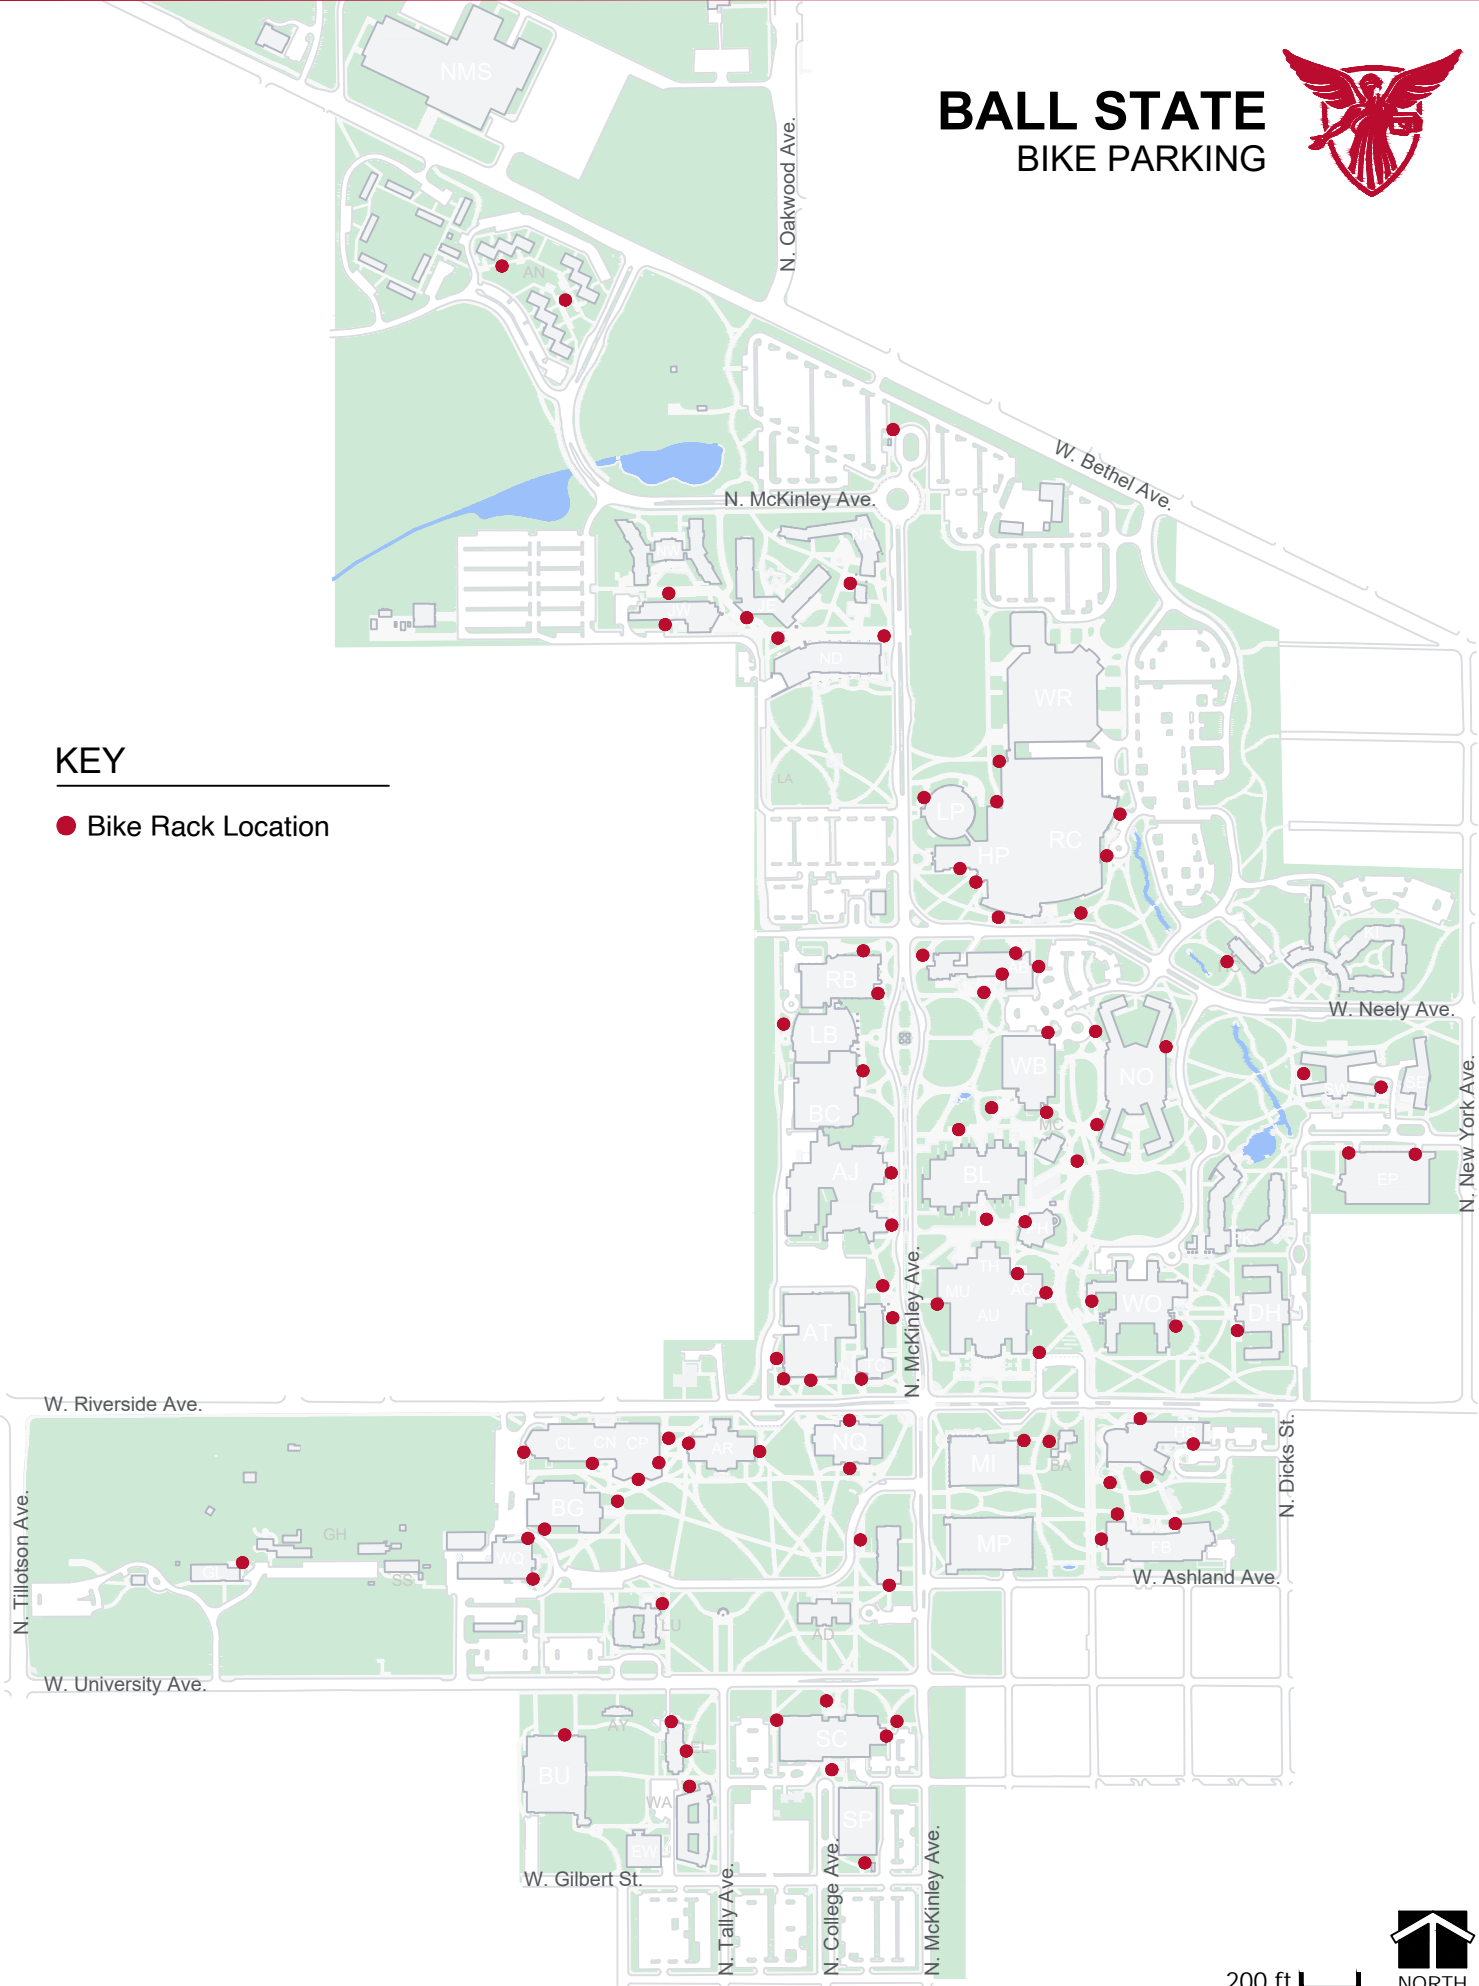 BALL STATE
BIKE PARKING
NMS
N. Oakwood Ave.
AN
W. Bethel Ave.
N. McKinley Ave.
ND
WR
KEY
Bike Rack Location
LA
LP
RC
HP
RB
LB
W. Neely Ave.
WB
NO
BC
MC
N. New York Ave.
AJ
BL
EP
TH
MU
AC
AU
WO
DH
AT
N. McKinley Ave.
W. Riverside Ave.
CL
CN
CP
AR
NQ
MI
BA
N. Dicks St.
BG
GH
MP
FB
WQ
GL
SS
W. Ashland Ave.
N. Tillotson Ave.
LU
AD
W. University Ave.
AY
SC
EL
BU
WA
SP
EW
W. Gilbert St.
N. Tally Ave.
N. College Ave.
N. McKinley Ave.
200 ft
NORTH